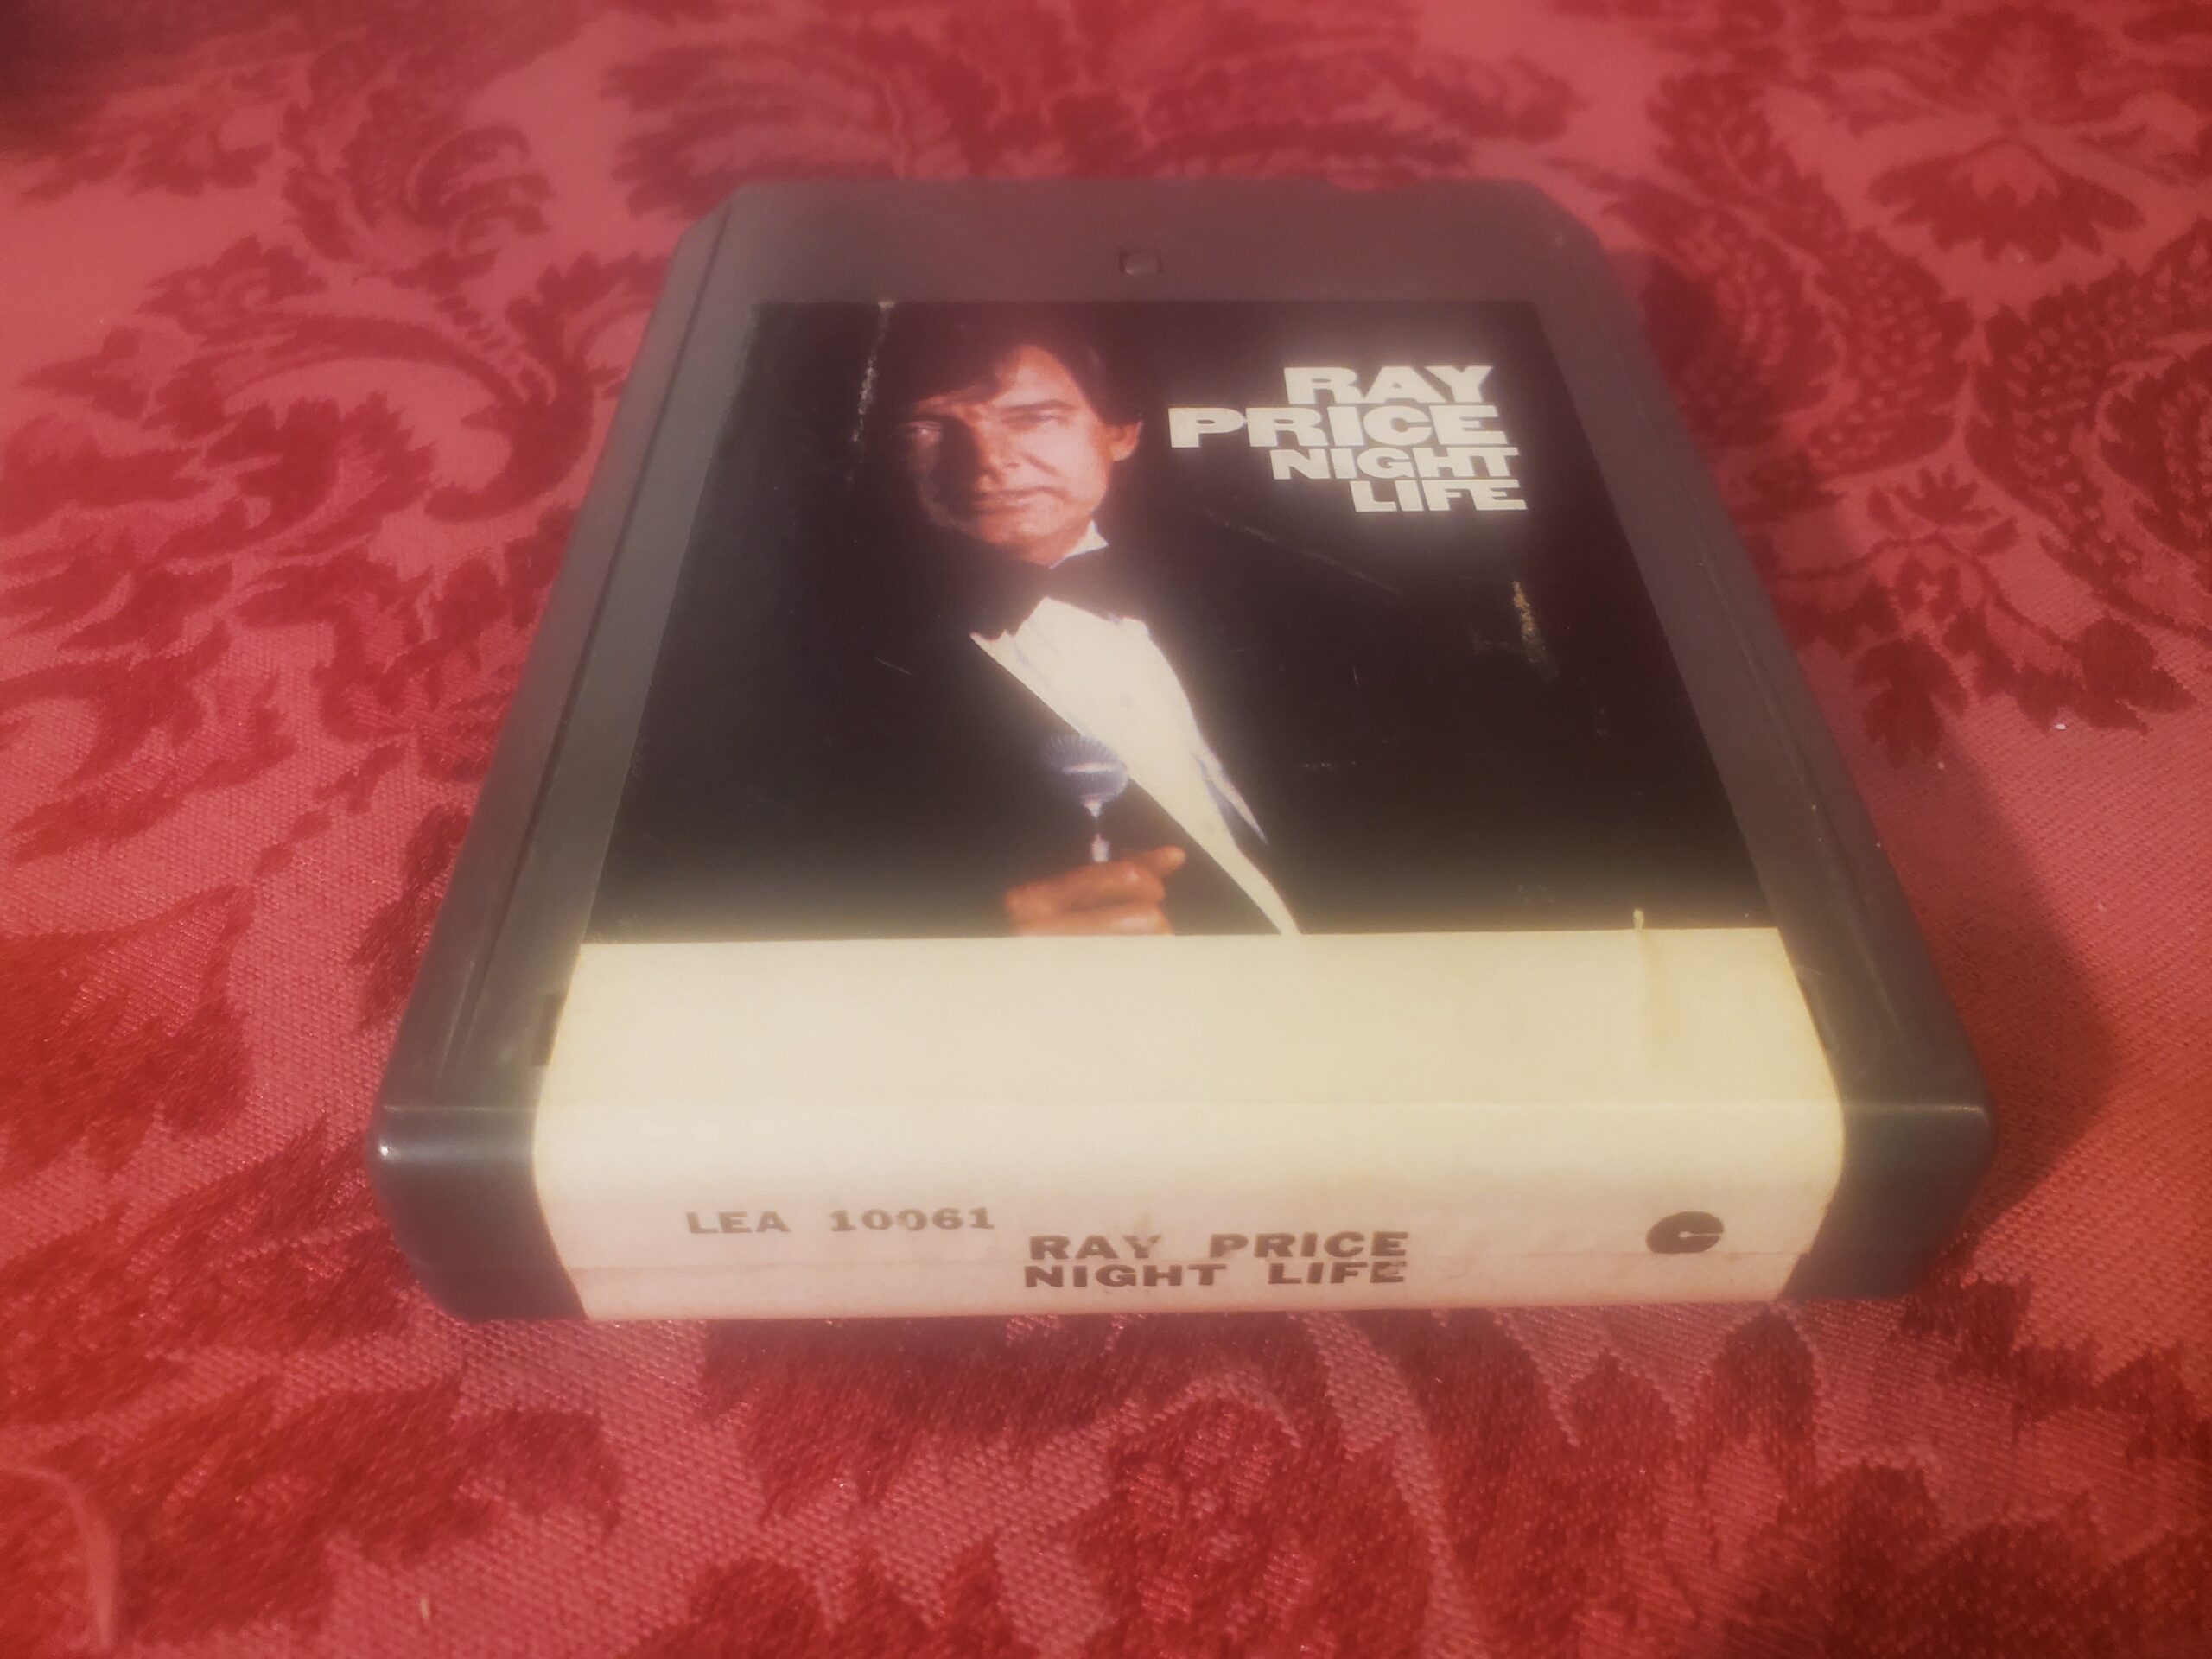 RAY
PRICE
NIGHT
LIFE
LEA 10061
RAY PRICE
NIGHT LIFE